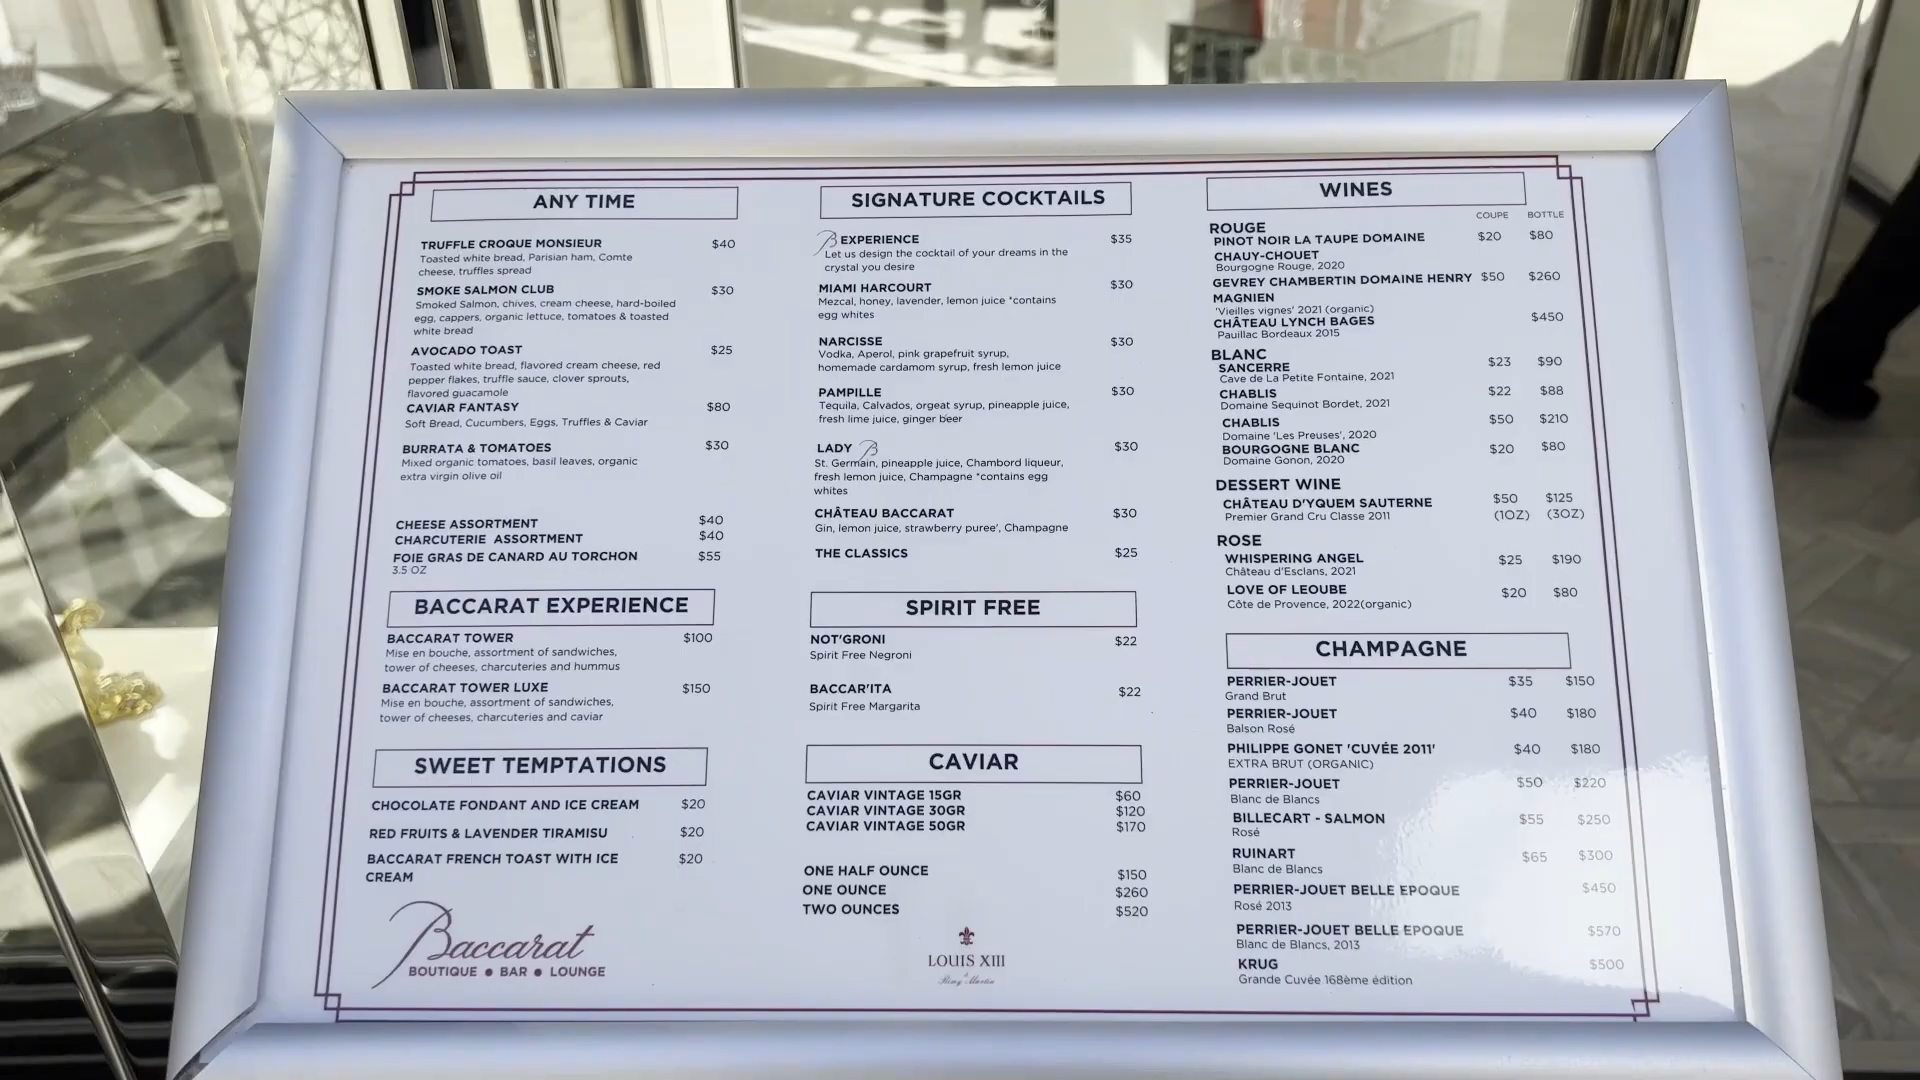 ANY TIME
TRUFFLE CROQUE MONSIEUR $40
Toasted white bread, Parisian ham, Comte
cheese, truffles spread
SMOKE SALMON CLUB $30
Smoked Salmon, chives, cream cheese, hard-boiled
egg, cappers, organic lettuce, tomatoes & toasted
white bread
AVOCADO TOAST $25
Toasted white bread, flavored cream cheese, red
pepper flakes, truffle sauce, clover sprouts,
flavored guacamole
CAVIAR FANTASY $80
Soft Bread, Cucumbers, Eggs, Truffles & Caviar
BURRATA & TOMATOES $30
Mixed organic tomatoes, basil leaves, organic
extra virgin olive oil
CHEESE ASSORTMENT $40
CHARCUTERIE ASSORTMENT $40
FOIE GRAS DE CANARD AU TORCHON $55
3.5 OZ
BACCARAT EXPERIENCE
BACCARAT TOWER $100
Mise en bouche, assortment of sandwiches,
tower of cheeses, charcuteries and hummus
BACCARAT TOWER LUXE $150
Mise en bouche, assortment of sandwiches,
tower of cheeses, charcuteries and caviar
SWEET TEMPTATIONS
CHOCOLATE FONDANT AND ICE CREAM $20
RED FRUITS & LAVENDER TIRAMISU $20
BACCARAT FRENCH TOAST WITH ICE $20
CREAM
Baccarat
BOUTIQUE • BAR • LOUNGE
SIGNATURE COCKTAILS
B EXPERIENCE $35
Let us design the cocktail of your dreams in the
crystal you desire
MIAMI HARCOURT $30
Mezcal, honey, lavender, lemon juice *contains
egg whites
NARCISSE $30
Vodka, Aperol, pink grapefruit syrup,
homemade cardamom syrup, fresh lemon juice
PAMPILLE $30
Tequila, Calvados, orgeat syrup, pineapple juice,
fresh lime juice, ginger beer
LADY B $30
St. Germain, pineapple juice, Chambord liqueur,
fresh lemon juice, Champagne *contains egg
whites
CHÂTEAU BACCARAT $30
Gin, lemon juice, strawberry puree', Champagne
THE CLASSICS $25
SPIRIT FREE
NOT'GRONI $22
Spirit Free Negroni
BACCAR'ITA $22
Spirit Free Margarita
CAVIAR
CAVIAR VINTAGE 15GR $60
CAVIAR VINTAGE 30GR $120
CAVIAR VINTAGE 50GR $170
ONE HALF OUNCE $150
ONE OUNCE $260
TWO OUNCES $520
LOUIS XIII
Rémy Martin
WINES
COUPE BOTTLE
ROUGE
PINOT NOIR LA TAUPE DOMAINE $20 $80
CHAUY-CHOUET
Bourgogne Rouge, 2020
GEVREY CHAMBERTIN DOMAINE HENRY $50 $260
MAGNIEN
'Vieilles vignes' 2021 (organic)
CHÂTEAU LYNCH BAGES $450
Pauillac Bordeaux 2015
BLANC
SANCERRE $23 $90
Cave de La Petite Fontaine, 2021
CHABLIS $22 $88
Domaine Sequinot Bordet, 2021
CHABLIS $50 $210
Domaine 'Les Preuses', 2020
BOURGOGNE BLANC $20 $80
Domaine Gonon, 2020
DESSERT WINE
CHÂTEAU D'YQUEM SAUTERNE $50 $125
Premier Grand Cru Classe 2011 (1OZ) (3OZ)
ROSE
WHISPERING ANGEL $25 $190
Château d'Esclans, 2021
LOVE OF LEOUBE $20 $80
Côte de Provence, 2022(organic)
CHAMPAGNE
PERRIER-JOUET $35 $150
Grand Brut
PERRIER-JOUET $40 $180
Balson Rosé
PHILIPPE GONET 'CUVÉE 2011' $40 $180
EXTRA BRUT (ORGANIC)
PERRIER-JOUET $50 $220
Blanc de Blancs
BILLECART - SALMON $55 $250
Rosé
RUINART $65 $300
Blanc de Blancs
PERRIER-JOUET BELLE EPOQUE $450
Rosé 2013
PERRIER-JOUET BELLE EPOQUE $570
Blanc de Blancs, 2013
KRUG $500
Grande Cuvée 168ème édition